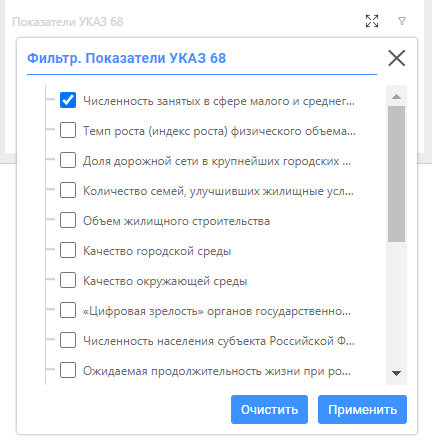 Показатели УКАЗ 68
Фильтр. Показатели УКАЗ 68
Численность занятых в сфере малого и среднег...
Темп роста (индекс роста) физического объема...
Доля дорожной сети в крупнейших городских ...
Количество семей, улучшивших жилищные усл...
Объем жилищного строительства
Качество городской среды
Качество окружающей среды
«Цифровая зрелость» органов государственно...
Численность населения субъекта Российской Ф...
Ожидаемая продолжительность жизни при ро...
Очистить Применить